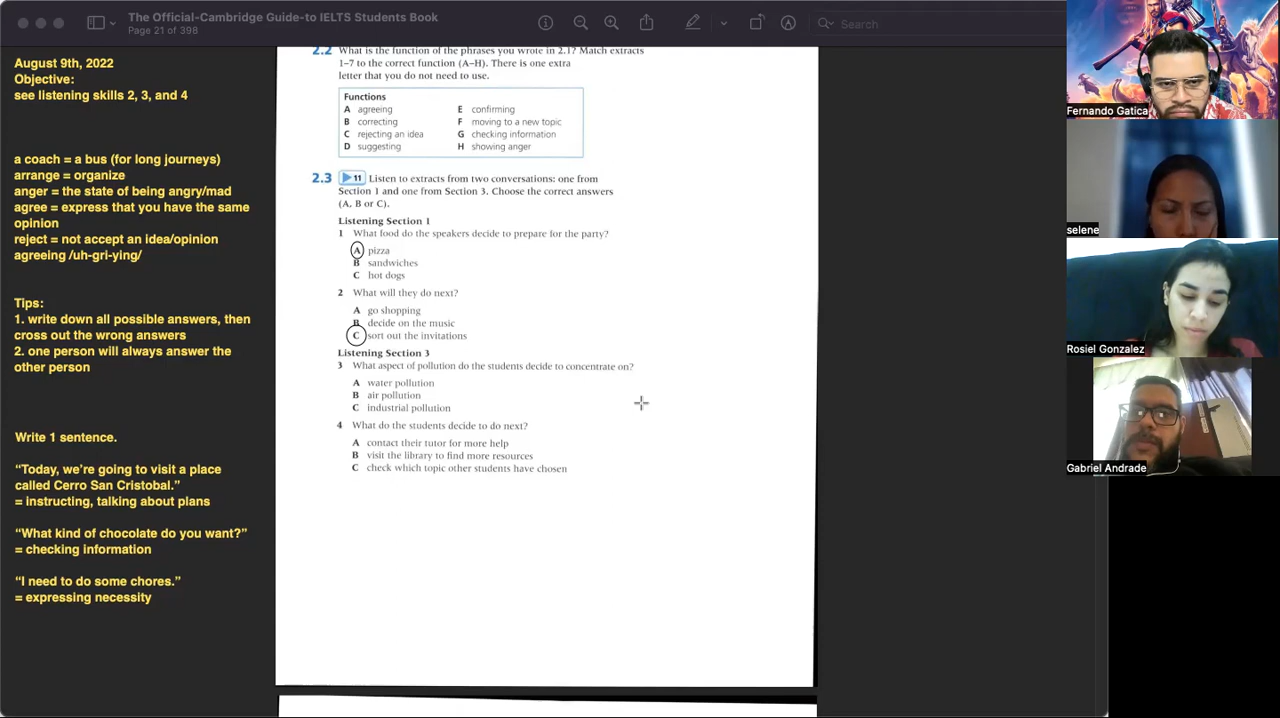 The Official-Cambridge Guide-to IELTS Students Book
Page 21 of 398
Search
August 9th, 2022
Objective:
see listening skills 2, 3, and 4
a coach = a bus (for long journeys)
arrange = organize
anger = the state of being angry/mad
agree = express that you have the same
opinion
reject = not accept an idea/opinion
agreeing /uh-gri-ying/
Tips:
1. write down all possible answers, then
cross out the wrong answers
2. one person will always answer the
other person
Write 1 sentence.
“Today, we’re going to visit a place
called Cerro San Cristobal.”
= instructing, talking about plans
“What kind of chocolate do you want?”
= checking information
“I need to do some chores.”
= expressing necessity
2.2 What is the function of the phrases you wrote in 2.1? Match extracts
1–7 to the correct function (A–H). There is one extra
letter that you do not need to use.
Functions
A agreeing
B correcting
C rejecting an idea
D suggesting
E confirming
F moving to a new topic
G checking information
H showing anger
2.3 11 Listen to extracts from two conversations: one from
Section 1 and one from Section 3. Choose the correct answers
(A, B or C).
Listening Section 1
1 What food do the speakers decide to prepare for the party?
A pizza
B sandwiches
C hot dogs
2 What will they do next?
A go shopping
B decide on the music
C sort out the invitations
Listening Section 3
3 What aspect of pollution do the students decide to concentrate on?
A water pollution
B air pollution
C industrial pollution
4 What do the students decide to do next?
A contact their tutor for more help
B visit the library to find more resources
C check which topic other students have chosen
Fernando Gatica
selene
Rosiel Gonzalez
Gabriel Andrade